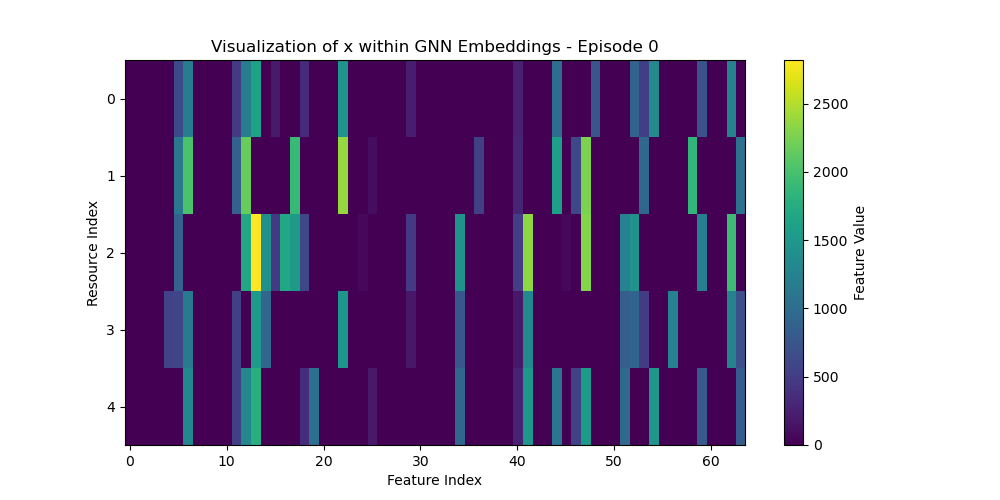 Visualization of x within GNN Embeddings - Episode 0
Resource Index
0
1
2
3
4
0 10 20 30 40 50 60
Feature Index
2500
2000
1500
1000
500
0
Feature Value